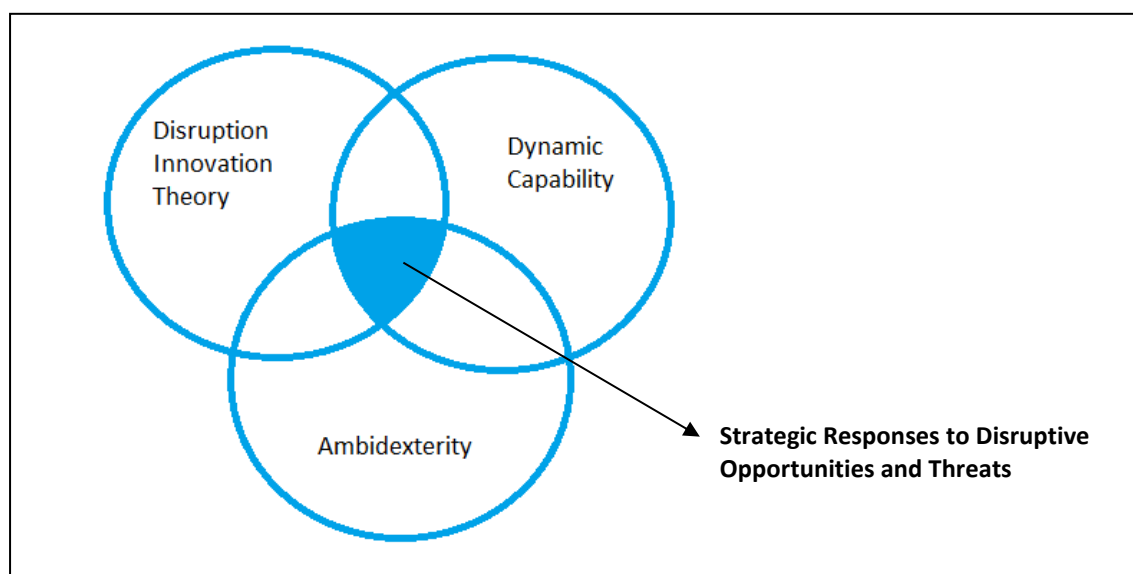 Disruption
Innovation
Theory
Dynamic
Capability
Ambidexterity
Strategic Responses to Disruptive
Opportunities and Threats